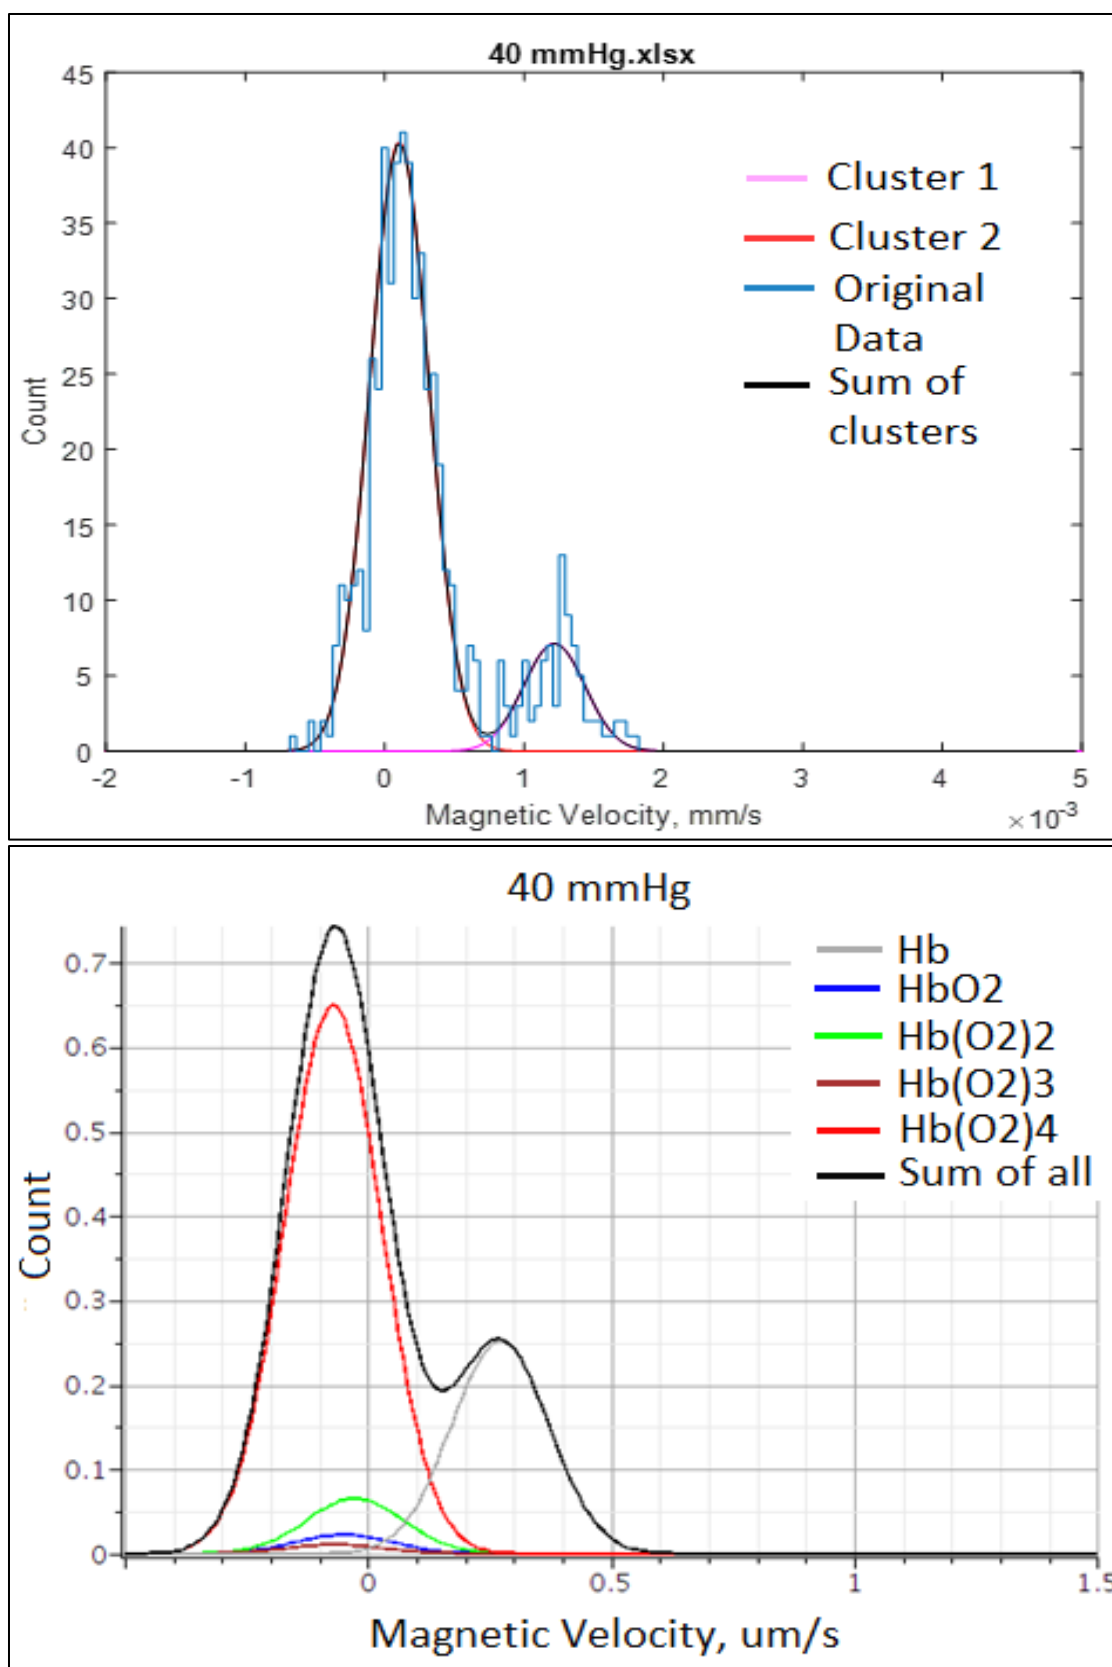 40 mmHg.xlsx
45
40
35
30
25
20
15
10
5
0
Count
Cluster 1
Cluster 2
Original
Data
Sum of
clusters
-2 -1 0 1 2 3 4 5
Magnetic Velocity, mm/s
×10-3
40 mmHg
0.7
0.6
0.5
0.4
0.3
0.2
0.1
0
Count
Hb
HbO2
Hb(O2)2
Hb(O2)3
Hb(O2)4
Sum of all
0 0.5 1 1.5
Magnetic Velocity, um/s